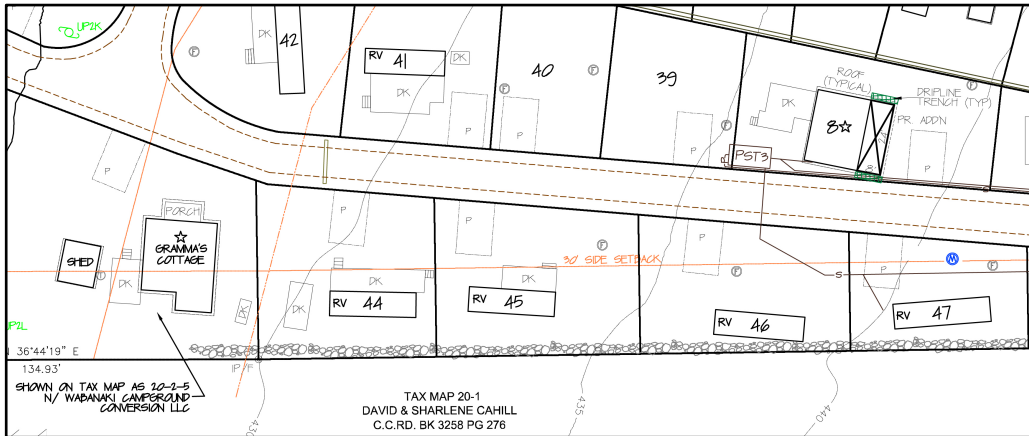 UP2K
DK
42
RV 41
DK
DK
F
40
F
F
39
F
ROOF
(TYPICAL)
DRIPLINE
TRENCH (TYP)
DK
8
PR. ADDN
F
F
P
P
P
P
PST3
P
P
P
P
P
P
PORCH
GRAMMA'S
COTTAGE
SHED
F
DK
DK
DK
DK
RV 44
DK
RV 45
F
30' SIDE SETBACK
F
RV 46
S
W
F
RV 47
UP2L
N 36°44'19" E
134.93'
IP F
SHOWN ON TAX MAP AS 20-2-5
N/ WABANAKI CAMPGROUND
CONVERSION LLC
TAX MAP 20-1
DAVID & SHARLENE CAHILL
C.C.RD. BK 3258 PG 276
430
435
440